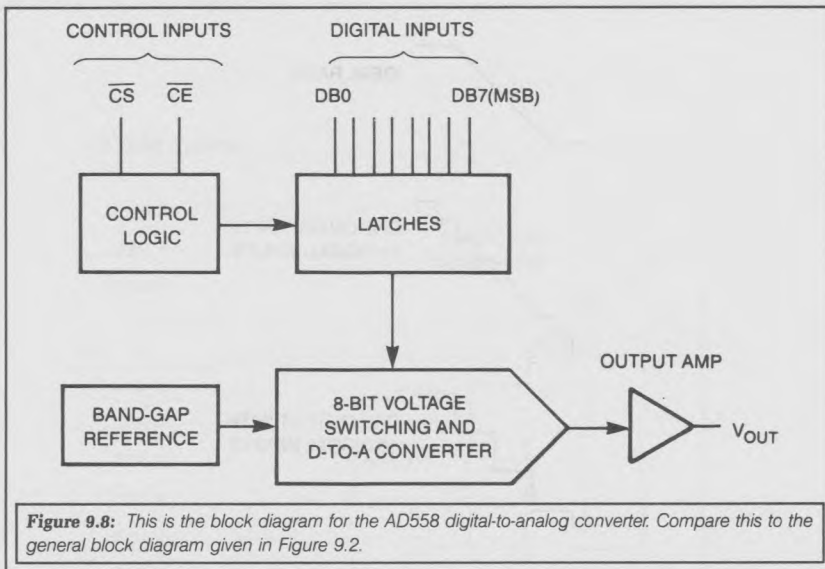 CONTROL INPUTS
DIGITAL INPUTS
CS CE
DB0 DB7(MSB)
CONTROL
LOGIC
LATCHES
BAND-GAP
REFERENCE
8-BIT VOLTAGE
SWITCHING AND
D-TO-A CONVERTER
OUTPUT AMP
VOUT
Figure 9.8: This is the block diagram for the AD558 digital-to-analog converter. Compare this to the
general block diagram given in Figure 9.2.